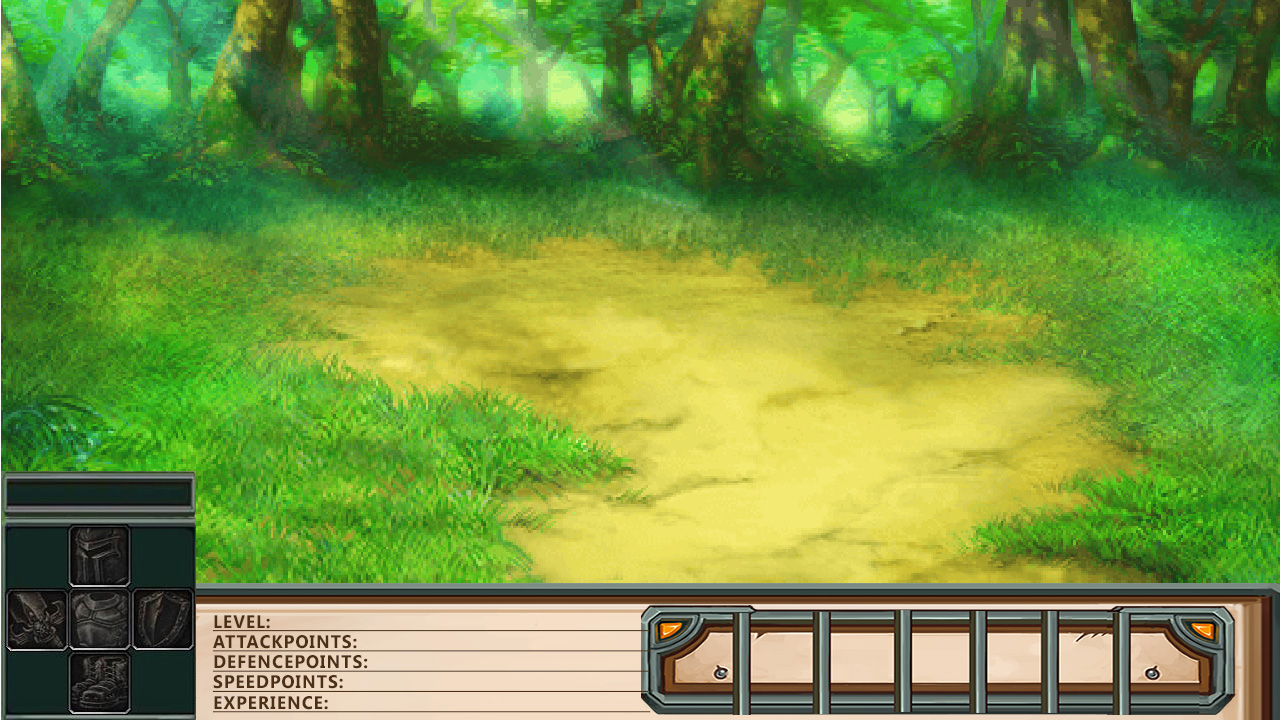 LEVEL:
ATTACKPOINTS:
DEFENCEPOINTS:
SPEEDPOINTS:
EXPERIENCE: